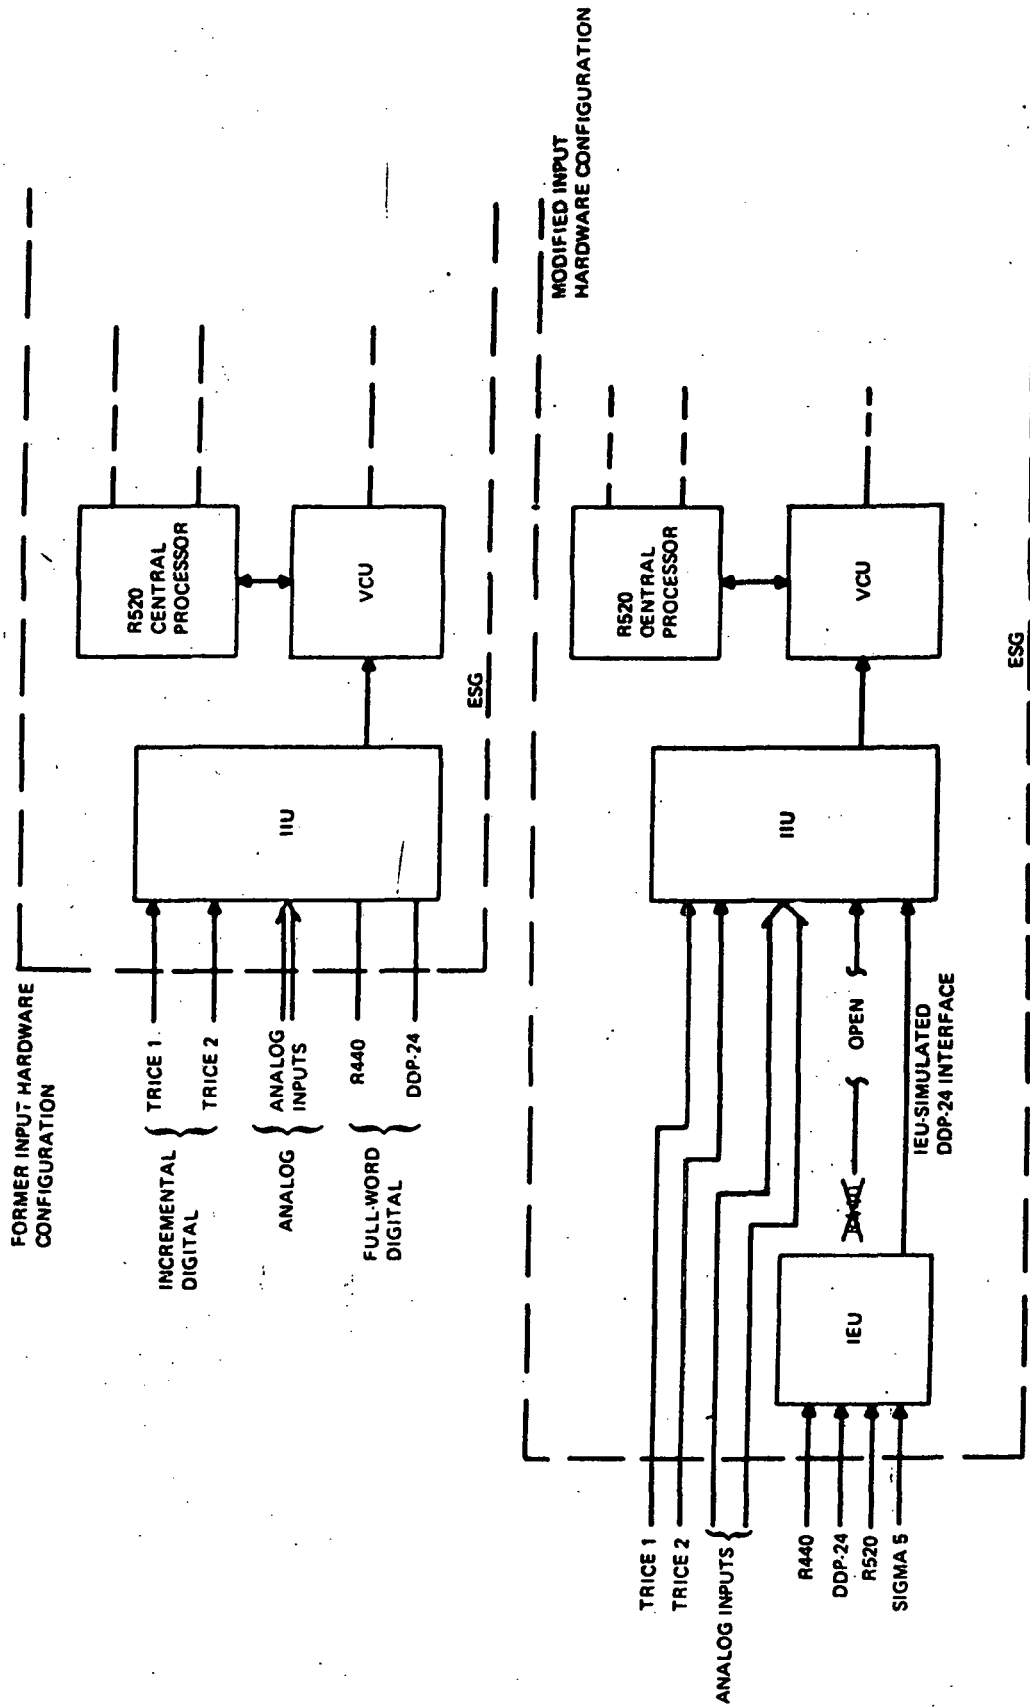 FORMER INPUT HARDWARE
CONFIGURATION
INCREMENTAL
DIGITAL
TRICE 1
TRICE 2
ANALOG
ANALOG
INPUTS
FULL-WORD
DIGITAL
R440
DDP-24
IIU
R520
CENTRAL
PROCESSOR
VCU
ESG
MODIFIED INPUT
HARDWARE CONFIGURATION
TRICE 1
TRICE 2
ANALOG INPUTS
R440
DDP-24
R520
SIGMA 5
IEU
R440
OPEN
IEU-SIMULATED
DDP-24 INTERFACE
IIU
R520
OENTRAL
PROCESSOR
VCU
ESG